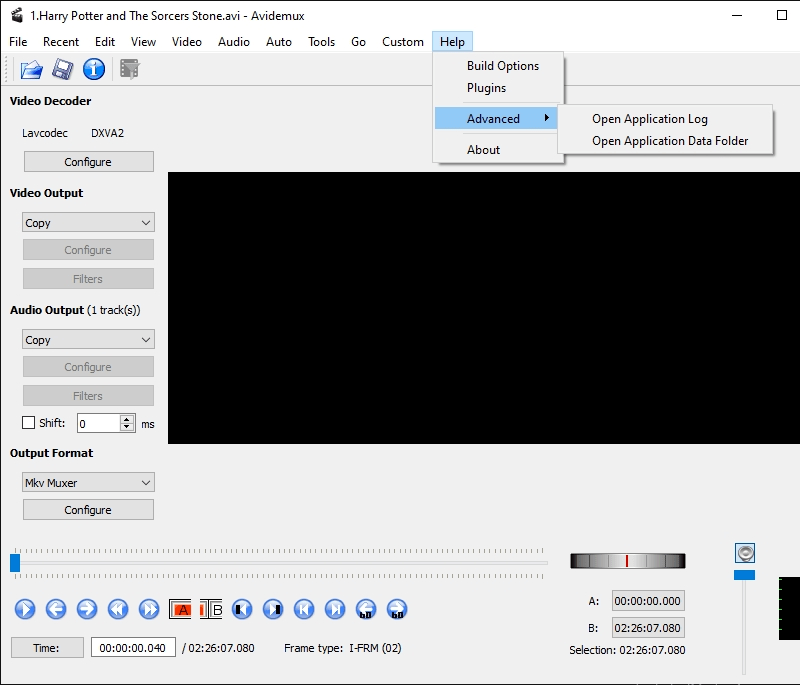 1.Harry Potter and The Sorcers Stone.avi - Avidemux
File Recent Edit View Video Audio Auto Tools Go Custom Help
Build Options
Plugins
Advanced
About
Open Application Log
Open Application Data Folder
Video Decoder
Lavcodec DXVA2
Configure
Video Output
Copy
Configure
Filters
Audio Output (1 track(s))
Copy
Configure
Filters
Shift: 0 ms
Output Format
Mkv Muxer
Configure
A B
60 60
A: 00:00:00.000
B: 02:26:07.080
Selection: 02:26:07.080
Time: 00:00:00.040 / 02:26:07.080 Frame type: I-FRM (02)